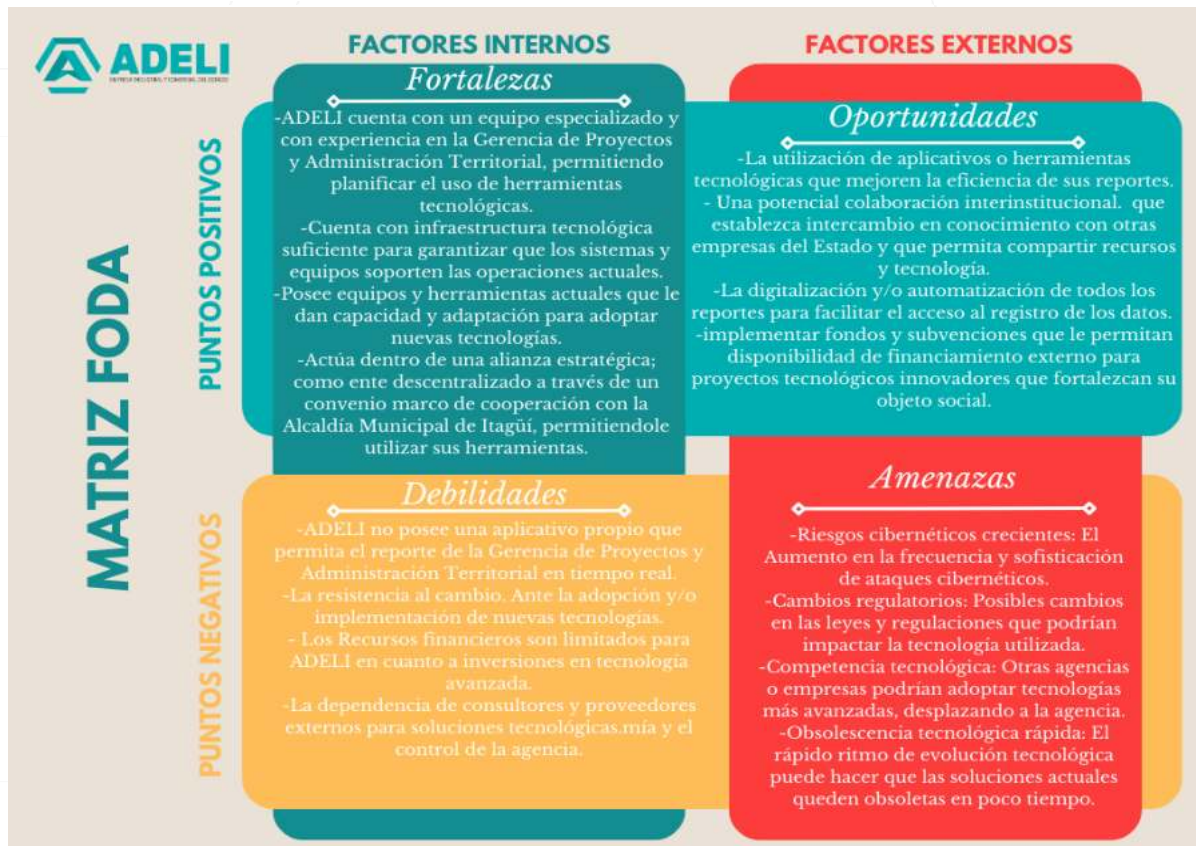 ADELI
EMPRESA INDUSTRIAL Y COMERCIAL DEL ESTADO
MATRIZ FODA
FACTORES INTERNOS
FACTORES EXTERNOS
PUNTOS POSITIVOS
PUNTOS NEGATIVOS
Fortalezas
-ADELI cuenta con un equipo especializado y
con experiencia en la Gerencia de Proyectos
y Administración Territorial, permitiendo
planificar el uso de herramientas
tecnológicas.
-Cuenta con infraestructura tecnológica
suficiente para garantizar que los sistemas y
equipos soporten las operaciones actuales.
-Posee equipos y herramientas actuales que le
dan capacidad y adaptación para adoptar
nuevas tecnologías.
-Actúa dentro de una alianza estratégica;
como ente descentralizado a través de un
convenio marco de cooperación con la
Alcaldía Municipal de Itagüí, permitiendole
utilizar sus herramientas.
Oportunidades
-La utilización de aplicativos o herramientas
tecnológicas que mejoren la eficiencia de sus reportes.
- Una potencial colaboración interinstitucional. que
establezca intercambio en conocimiento con otras
empresas del Estado y que permita compartir recursos
y tecnología.
-La digitalización y/o automatización de todos los
reportes para facilitar el acceso al registro de los datos.
-implementar fondos y subvenciones que le permitan
disponibilidad de financiamiento externo para
proyectos tecnológicos innovadores que fortalezcan su
objeto social.
Debilidades
-ADELI no posee una aplicativo propio que
permita el reporte de la Gerencia de Proyectos y
Administración Territorial en tiempo real.
-La resistencia al cambio. Ante la adopción y/o
implementación de nuevas tecnologías.
- Los Recursos financieros son limitados para
ADELI en cuanto a inversiones en tecnología
avanzada.
-La dependencia de consultores y proveedores
externos para soluciones tecnológicas.mía y el
control de la agencia.
Amenazas
-Riesgos cibernéticos crecientes: El
Aumento en la frecuencia y sofisticación
de ataques cibernéticos.
-Cambios regulatorios: Posibles cambios
en las leyes y regulaciones que podrían
impactar la tecnología utilizada.
-Competencia tecnológica: Otras agencias
o empresas podrían adoptar tecnologías
más avanzadas, desplazando a la agencia.
-Obsolescencia tecnológica rápida: El
rápido ritmo de evolución tecnológica
puede hacer que las soluciones actuales
queden obsoletas en poco tiempo.